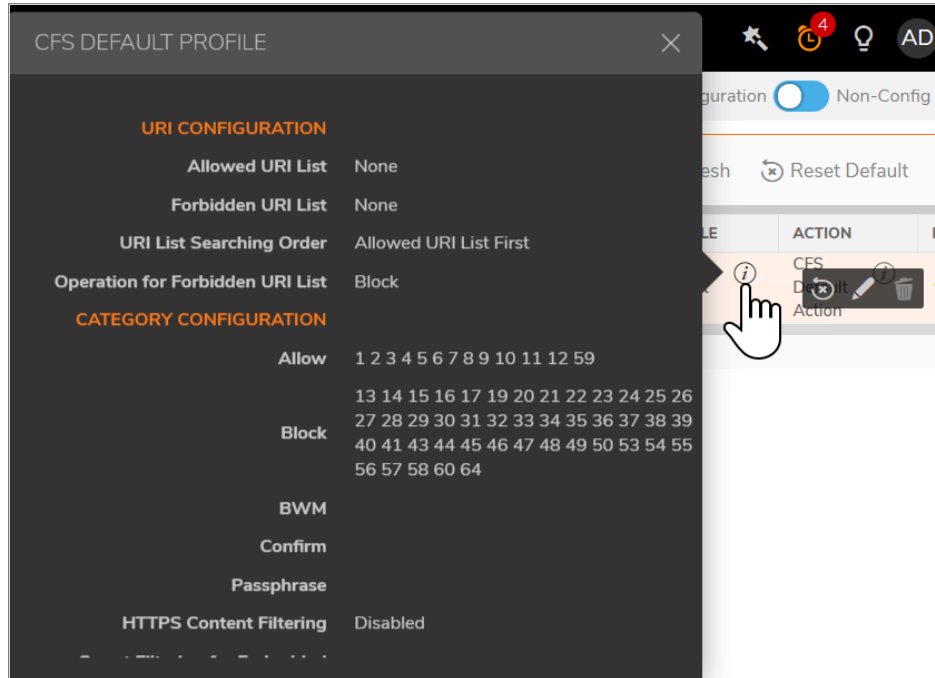 CFS DEFAULT PROFILE
4
AD
guration
Non-Config
URI CONFIGURATION
Allowed URI List None
esh
Reset Default
Forbidden URI List None
URI List Searching Order Allowed URI List First
LE
ACTION
Operation for Forbidden URI List Block
CFS
Default
Action
CATEGORY CONFIGURATION
Allow 1 2 3 4 5 6 7 8 9 10 11 12 59
Block 13 14 15 16 17 19 20 21 22 23 24 25 26
27 28 29 30 31 32 33 34 35 36 37 38 39
40 41 43 44 45 46 47 48 49 50 53 54 55
56 57 58 60 64
BWM
Confirm
Passphrase
HTTPS Content Filtering Disabled